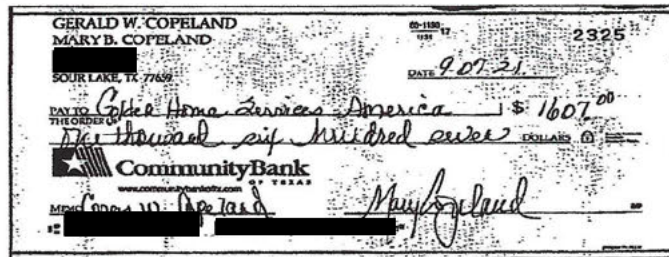 GERALD W. COPELAND
MARY B. COPELAND
SOUR LAKE, TX 77659
2325
DATE 9-07-21
PAY TO THE ORDER OF Home Services America $ 1607.00
One thousand six hundred seven DOLLARS
CommunityBank
OF TEXAS
www.communitybankoftx.com
MEMO Copeland
Mary Copeland